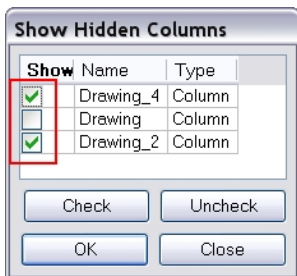 Show Hidden Columns
Show Name Type
Drawing_4 Column
Drawing Column
Drawing_2 Column
Check Uncheck
OK Close